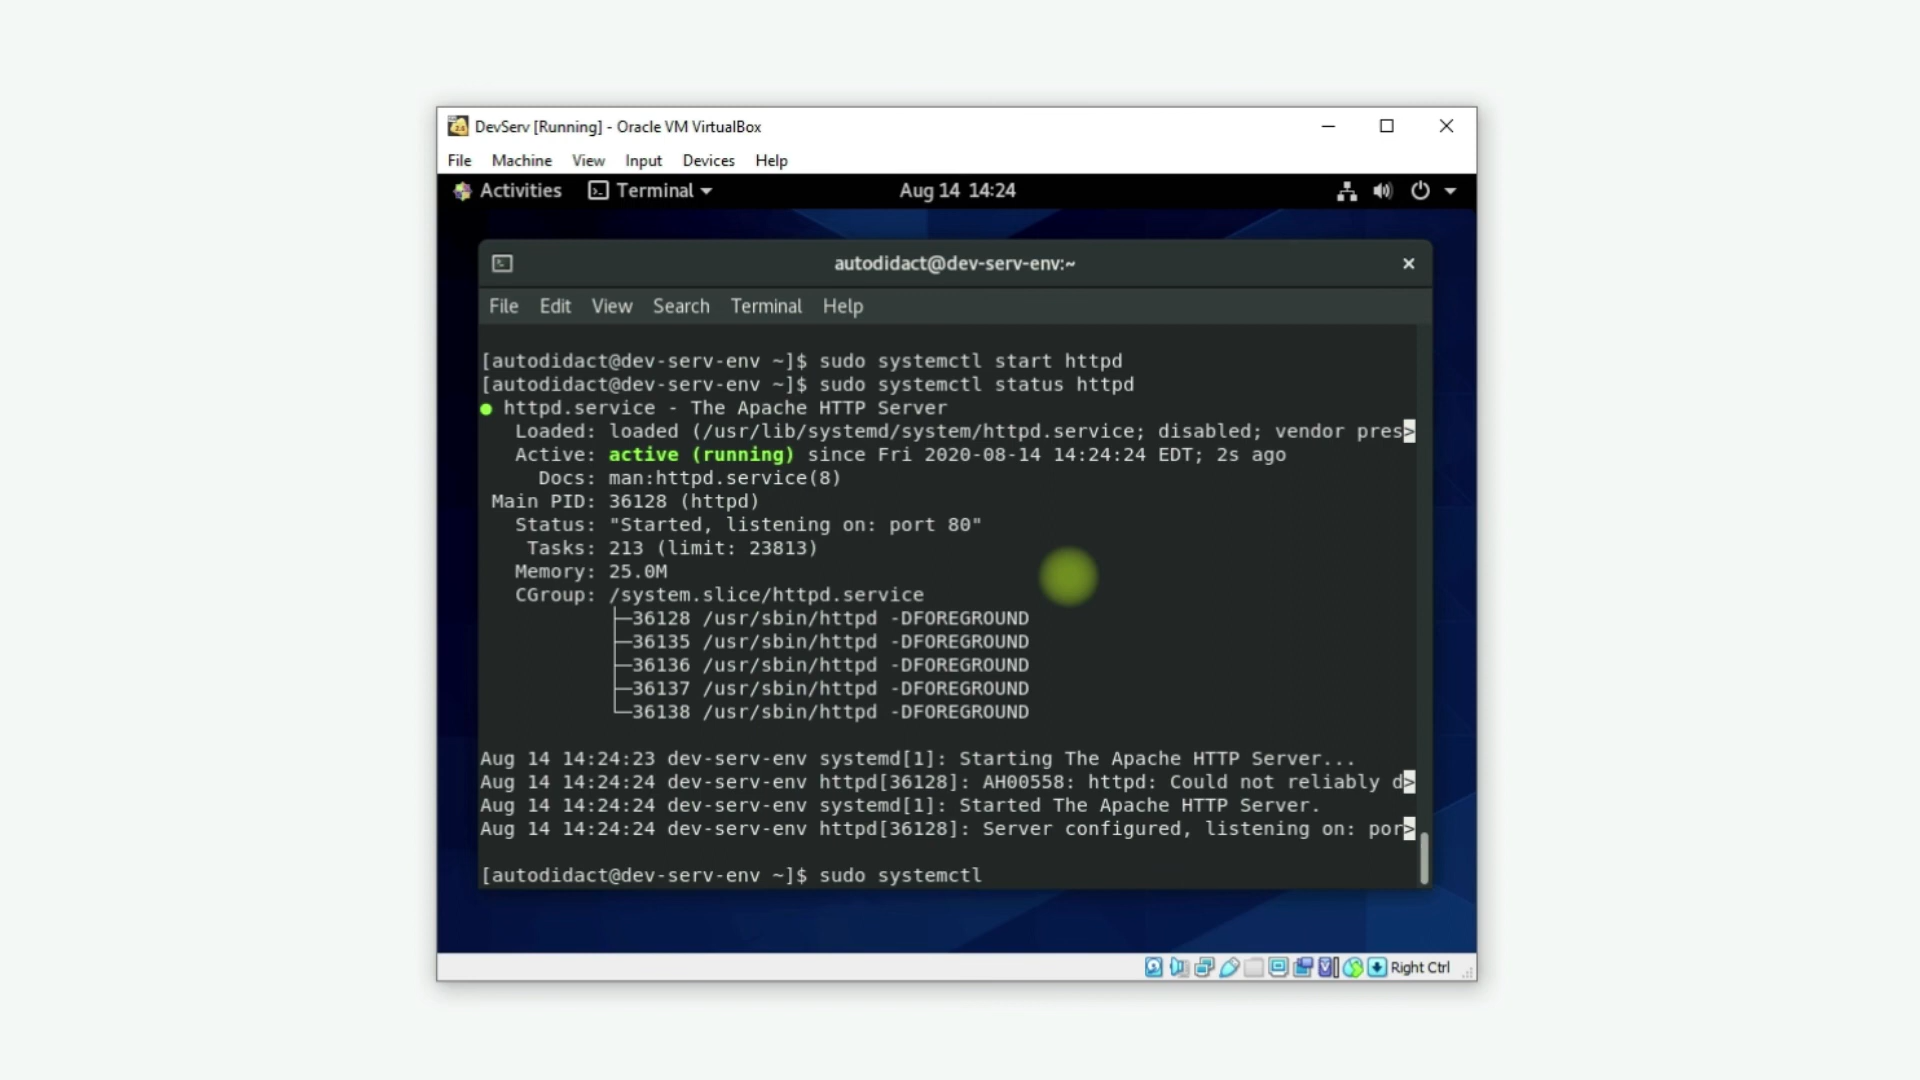 DevServ [Running] - Oracle VM VirtualBox
File Machine View Input Devices Help
Activities Terminal Aug 14 14:24
autodidact@dev-serv-env:~
File Edit View Search Terminal Help
[autodidact@dev-serv-env ~]$ sudo systemctl start httpd
[autodidact@dev-serv-env ~]$ sudo systemctl status httpd
● httpd.service - The Apache HTTP Server
Loaded: loaded (/usr/lib/systemd/system/httpd.service; disabled; vendor pres>
Active: active (running) since Fri 2020-08-14 14:24:24 EDT; 2s ago
Docs: man:httpd.service(8)
Main PID: 36128 (httpd)
Status: "Started, listening on: port 80"
Tasks: 213 (limit: 23813)
Memory: 25.0M
CGroup: /system.slice/httpd.service
├─36128 /usr/sbin/httpd -DFOREGROUND
├─36135 /usr/sbin/httpd -DFOREGROUND
├─36136 /usr/sbin/httpd -DFOREGROUND
├─36137 /usr/sbin/httpd -DFOREGROUND
└─36138 /usr/sbin/httpd -DFOREGROUND
Aug 14 14:24:23 dev-serv-env systemd[1]: Starting The Apache HTTP Server...
Aug 14 14:24:24 dev-serv-env httpd[36128]: AH00558: httpd: Could not reliably d>
Aug 14 14:24:24 dev-serv-env systemd[1]: Started The Apache HTTP Server.
Aug 14 14:24:24 dev-serv-env httpd[36128]: Server configured, listening on: por>
[autodidact@dev-serv-env ~]$ sudo systemctl
Right Ctrl